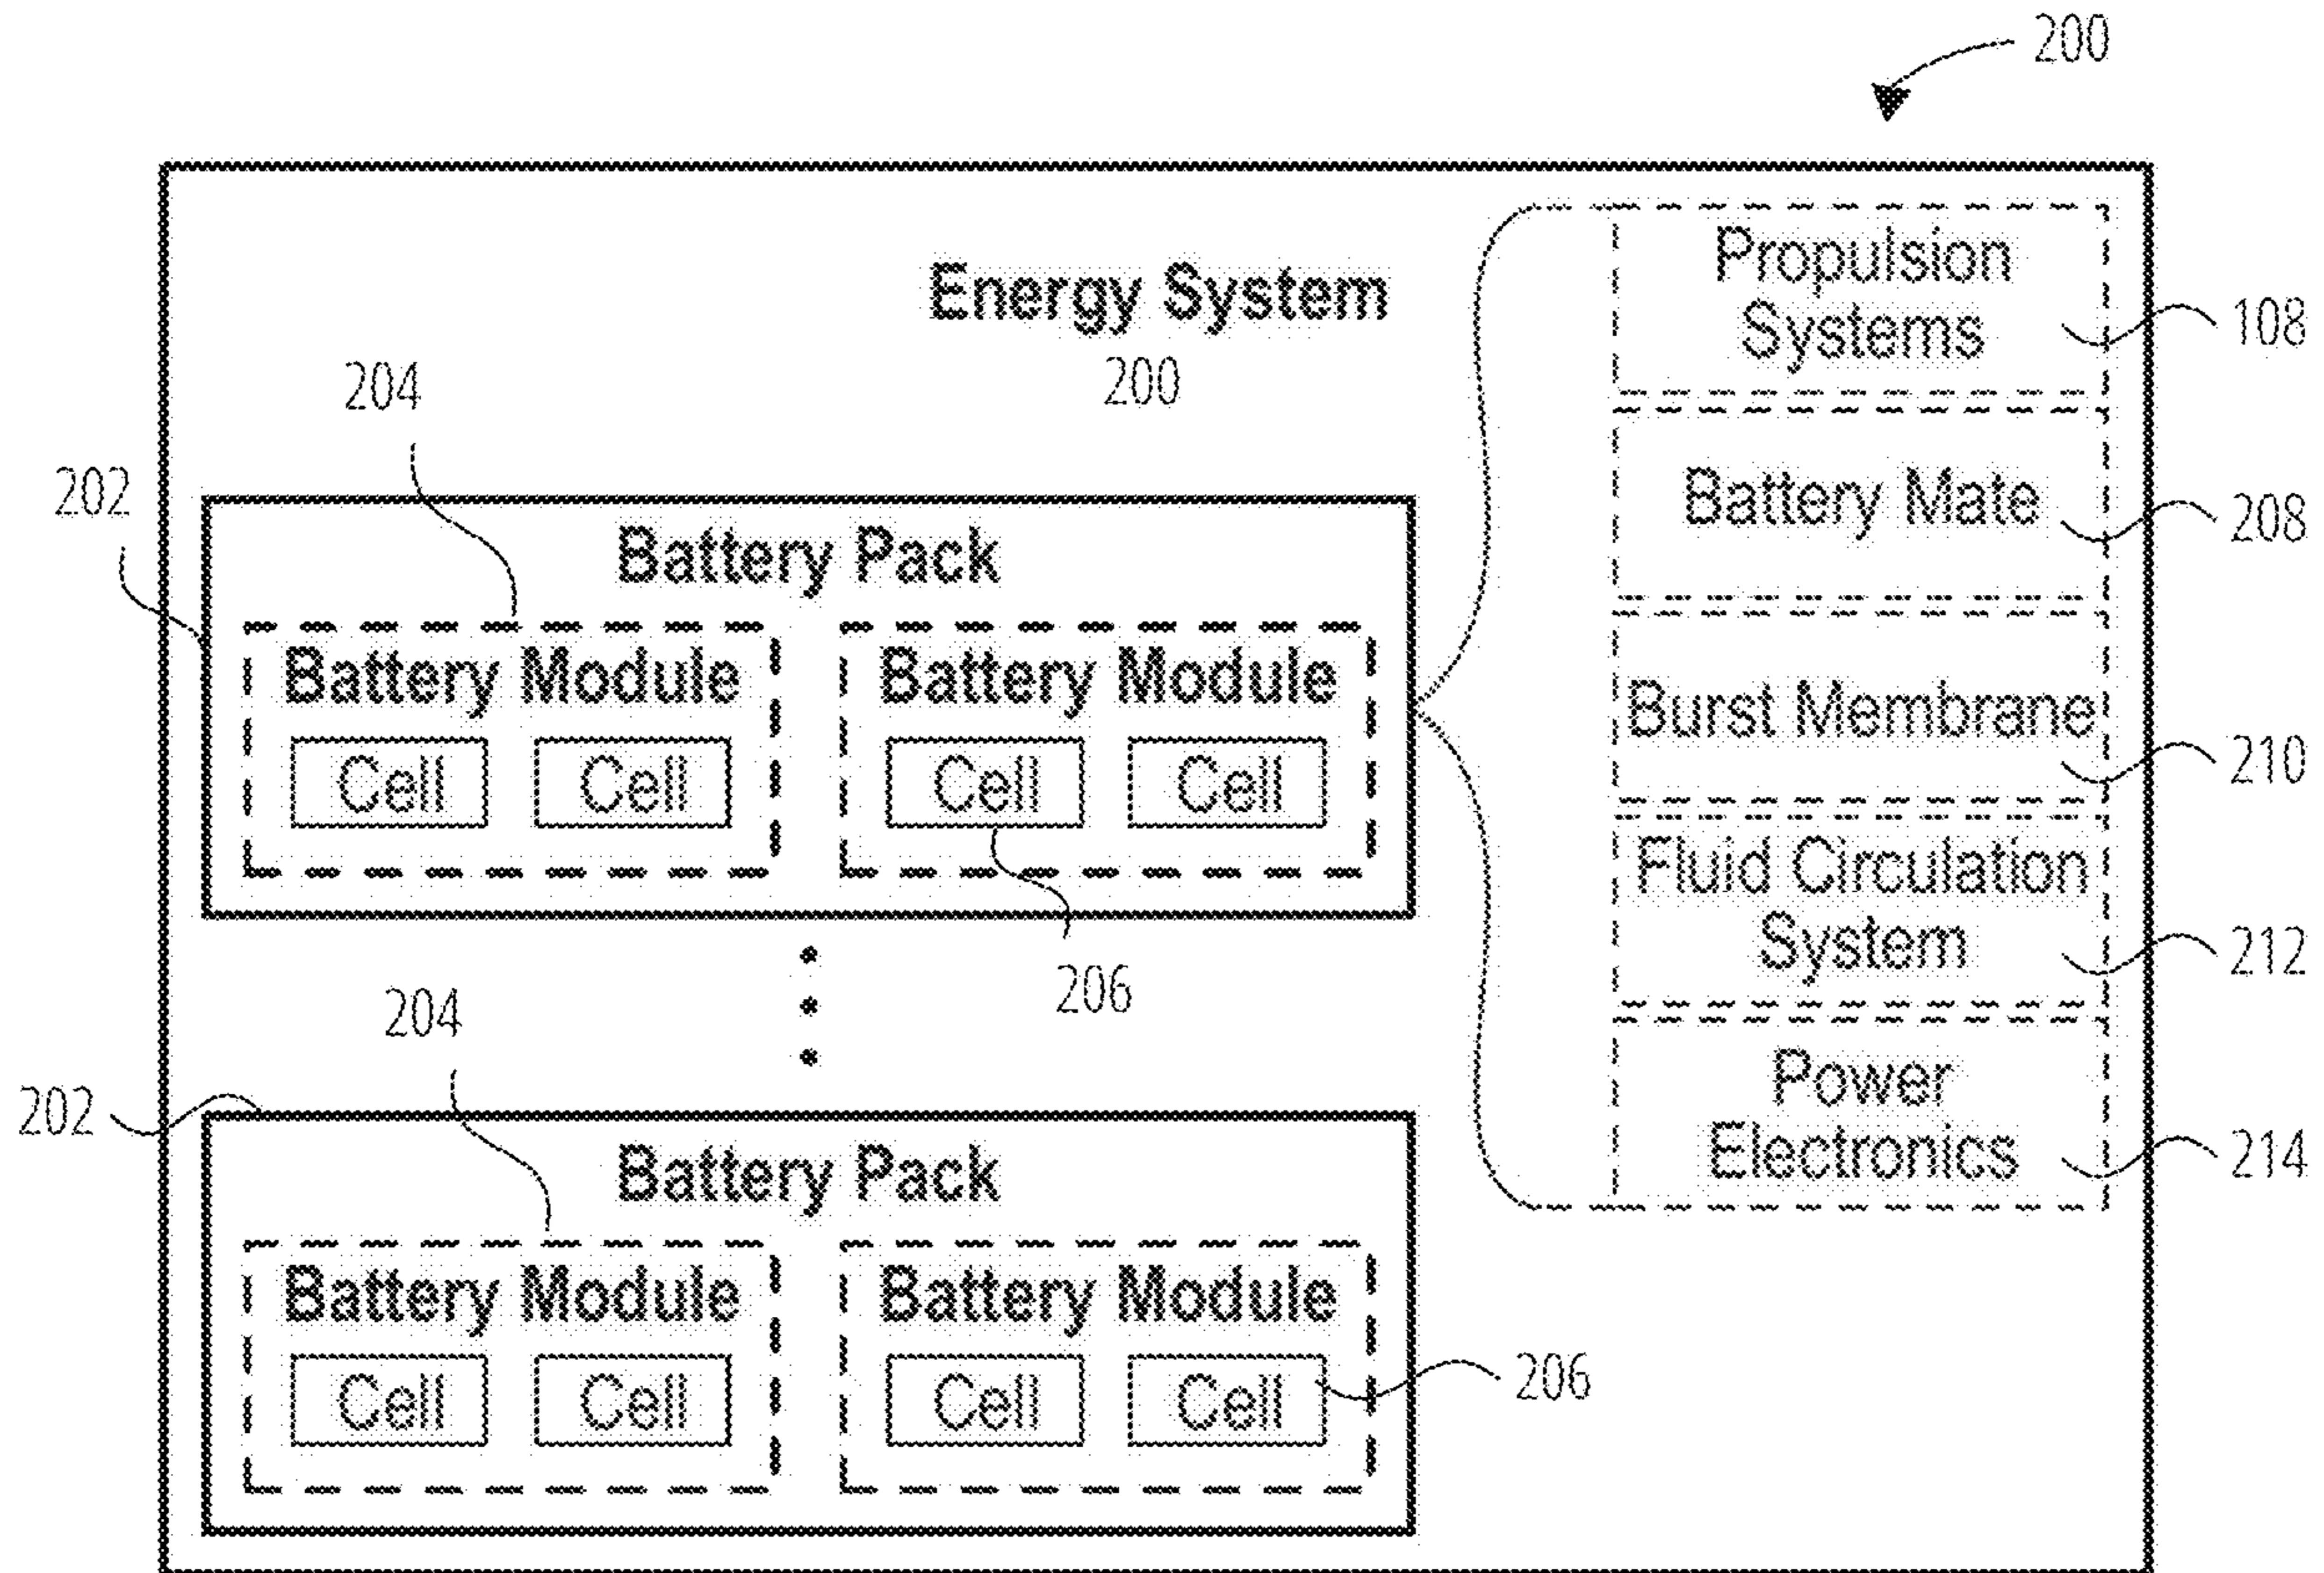 200
Energy System
200
Propulsion
Systems
108
Battery Mate
208
Burst Membrane
210
Fluid Circulation
System
212
Power
Electronics
214
204
202
Battery Pack
Battery Module
Cell
Cell
Battery Module
Cell
Cell
206
204
202
Battery Pack
Battery Module
Cell
Cell
Battery Module
Cell
Cell
206